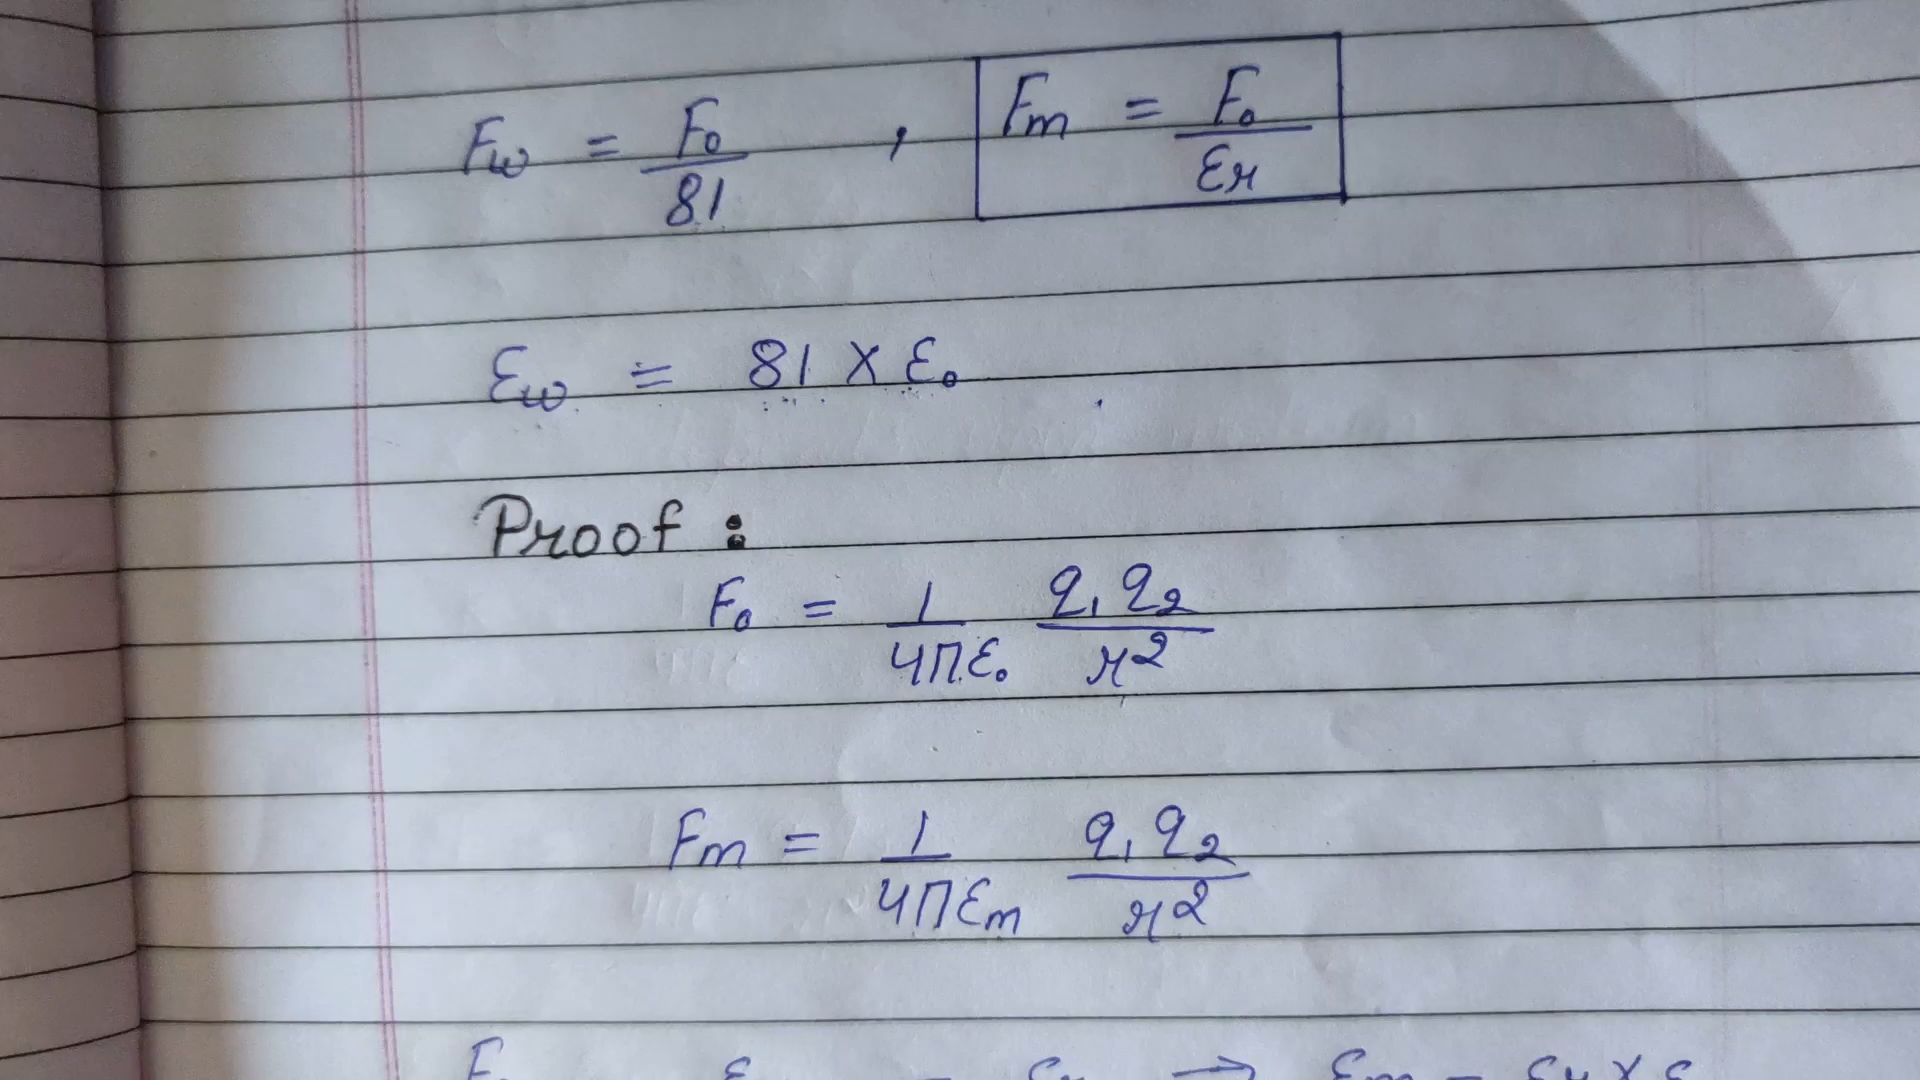 Fw = F₀/81 , Fm = F₀/εr
εw = 81 × ε₀
Proof :
F₀ = 1/4πε₀ q₁q₂/r²
Fm = 1/4πεm q₁q₂/r²